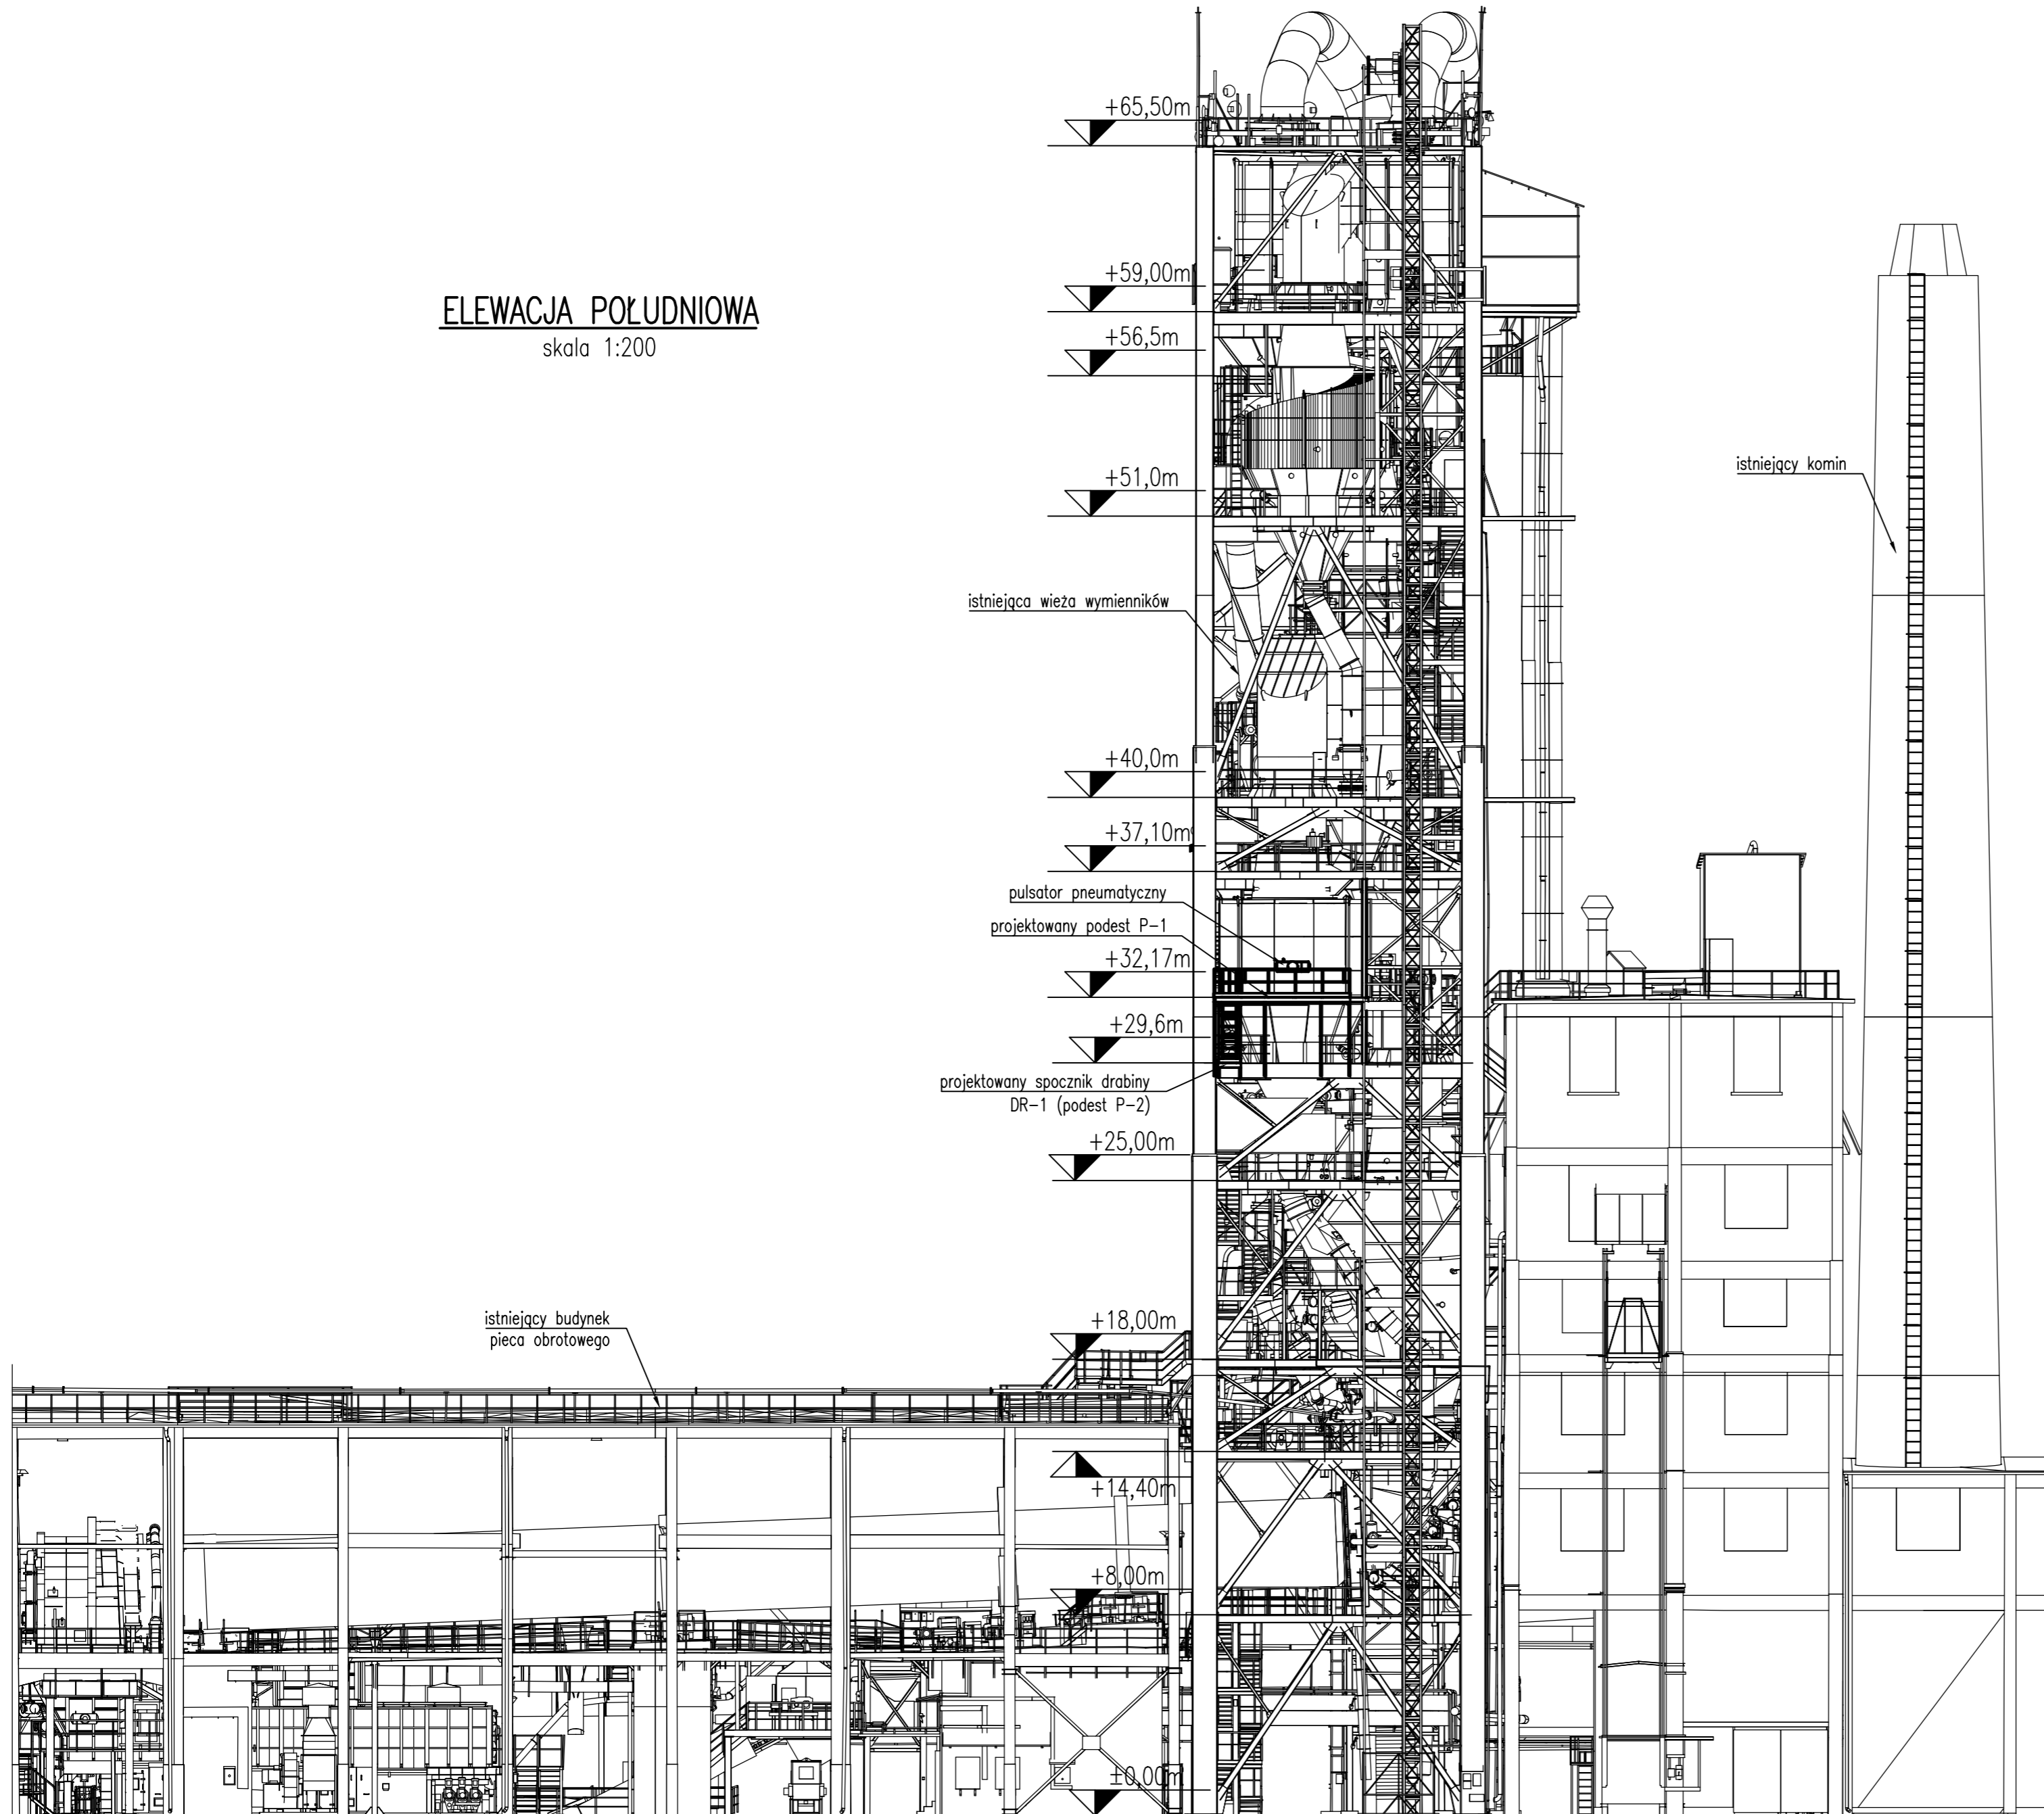 ELEWACJA POŁUDNIOWA
skala 1:200
+65,50m
+59,00m
+56,5m
+51,0m
istniejący komin
istniejąca wieża wymienników
+40,0m
+37,10m
pulsator pneumatyczny
projektowany podest P-1
+32,17m
+29,6m
projektowany spocznik drabiny
DR-1 (podest P-2)
+25,00m
+18,00m
istniejący budynek
pieca obrotowego
+14,40m
+8,00m
±0,00m